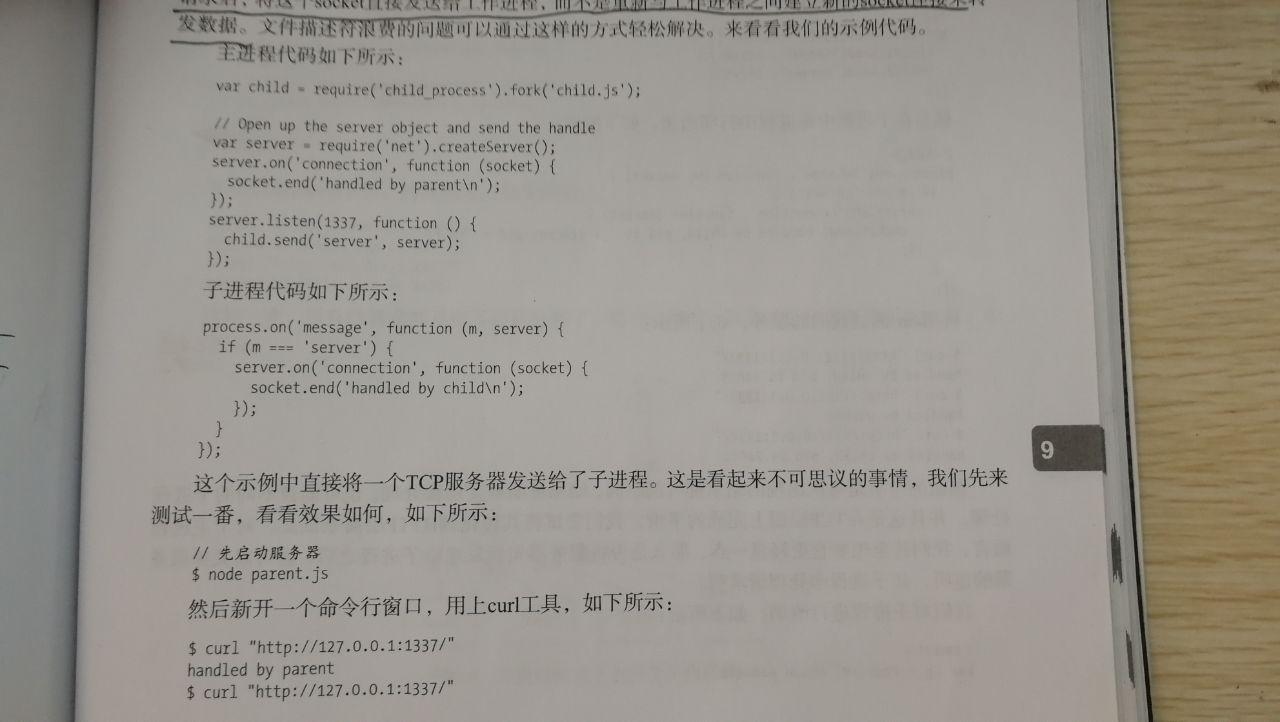 将这个socket直接发送给工作进程，而不是重新与工作进程之间建立新的socket连接来转
发数据。文件描述符浪费的问题可以通过这样的方式轻松解决。来看看我们的示例代码。
主进程代码如下所示：
var child = require('child_process').fork('child.js');
// Open up the server object and send the handle
var server = require('net').createServer();
server.on('connection', function (socket) {
socket.end('handled by parent\n');
});
server.listen(1337, function () {
child.send('server', server);
});
子进程代码如下所示：
process.on('message', function (m, server) {
if (m === 'server') {
server.on('connection', function (socket) {
socket.end('handled by child\n');
});
}
});
9
这个示例中直接将一个TCP服务器发送给了子进程。这是看起来不可思议的事情，我们先来
测试一番，看看效果如何，如下所示：
// 先启动服务器
$ node parent.js
然后新开一个命令行窗口，用上curl工具，如下所示：
$ curl "http://127.0.0.1:1337/"
handled by parent
$ curl "http://127.0.0.1:1337/"